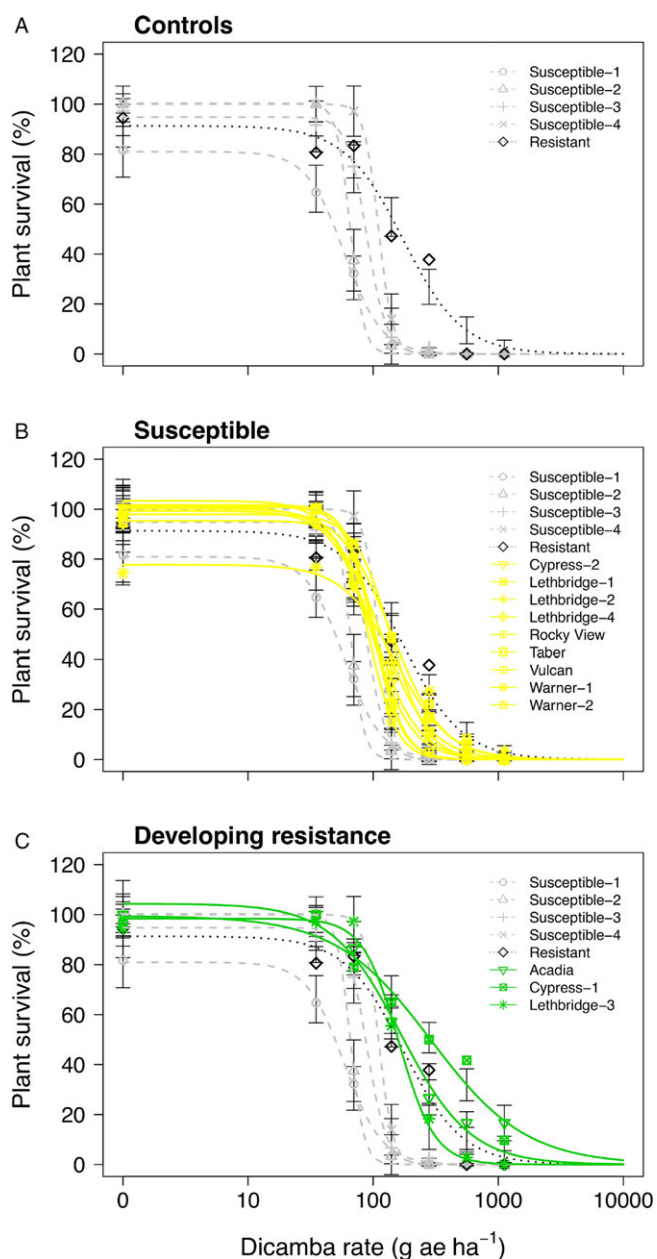 A
Controls
120
100
80
60
40
20
0
Plant survival (%)
Susceptible−1
Susceptible−2
Susceptible−3
Susceptible−4
Resistant
B
Susceptible
120
100
80
60
40
20
0
Plant survival (%)
Susceptible−1
Susceptible−2
Susceptible−3
Susceptible−4
Resistant
Cypress−2
Lethbridge−1
Lethbridge−2
Lethbridge−4
Rocky View
Taber
Vulcan
Warner−1
Warner−2
C
Developing resistance
120
100
80
60
40
20
0
Plant survival (%)
Susceptible−1
Susceptible−2
Susceptible−3
Susceptible−4
Resistant
Acadia
Cypress−1
Lethbridge−3
0 10 100 1000 10000
Dicamba rate (g ae ha⁻¹)